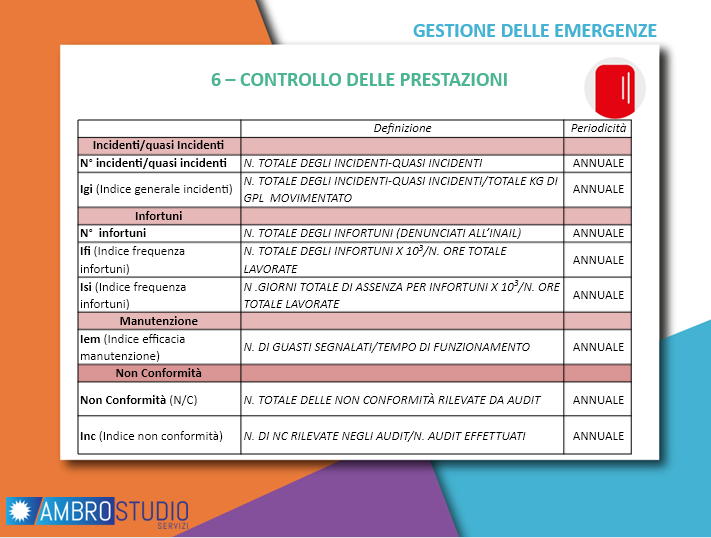 GESTIONE DELLE EMERGENZE
6 – CONTROLLO DELLE PRESTAZIONI
Definizione Periodicità
Incidenti/quasi Incidenti
N° incidenti/quasi incidenti N. TOTALE DEGLI INCIDENTI-QUASI INCIDENTI ANNUALE
Igi (Indice generale incidenti) N. TOTALE DEGLI INCIDENTI-QUASI INCIDENTI/TOTALE KG DI
GPL MOVIMENTATO ANNUALE
Infortuni
N° infortuni N. TOTALE DEGLI INFORTUNI (DENUNCIATI ALL'INAIL) ANNUALE
Ifi (Indice frequenza
infortuni) N. TOTALE DEGLI INFORTUNI X 10³/N. ORE TOTALE
LAVORATE ANNUALE
Isi (Indice frequenza
infortuni) N .GIORNI TOTALE DI ASSENZA PER INFORTUNI X 10³/N. ORE
TOTALE LAVORATE ANNUALE
Manutenzione
Iem (Indice efficacia
manutenzione) N. DI GUASTI SEGNALATI/TEMPO DI FUNZIONAMENTO ANNUALE
Non Conformità
Non Conformità (N/C) N. TOTALE DELLE NON CONFORMITÀ RILEVATE DA AUDIT ANNUALE
Inc (Indice non conformità) N. DI NC RILEVATE NEGLI AUDIT/N. AUDIT EFFETTUATI ANNUALE
AMBROSTUDIO
SERVIZI